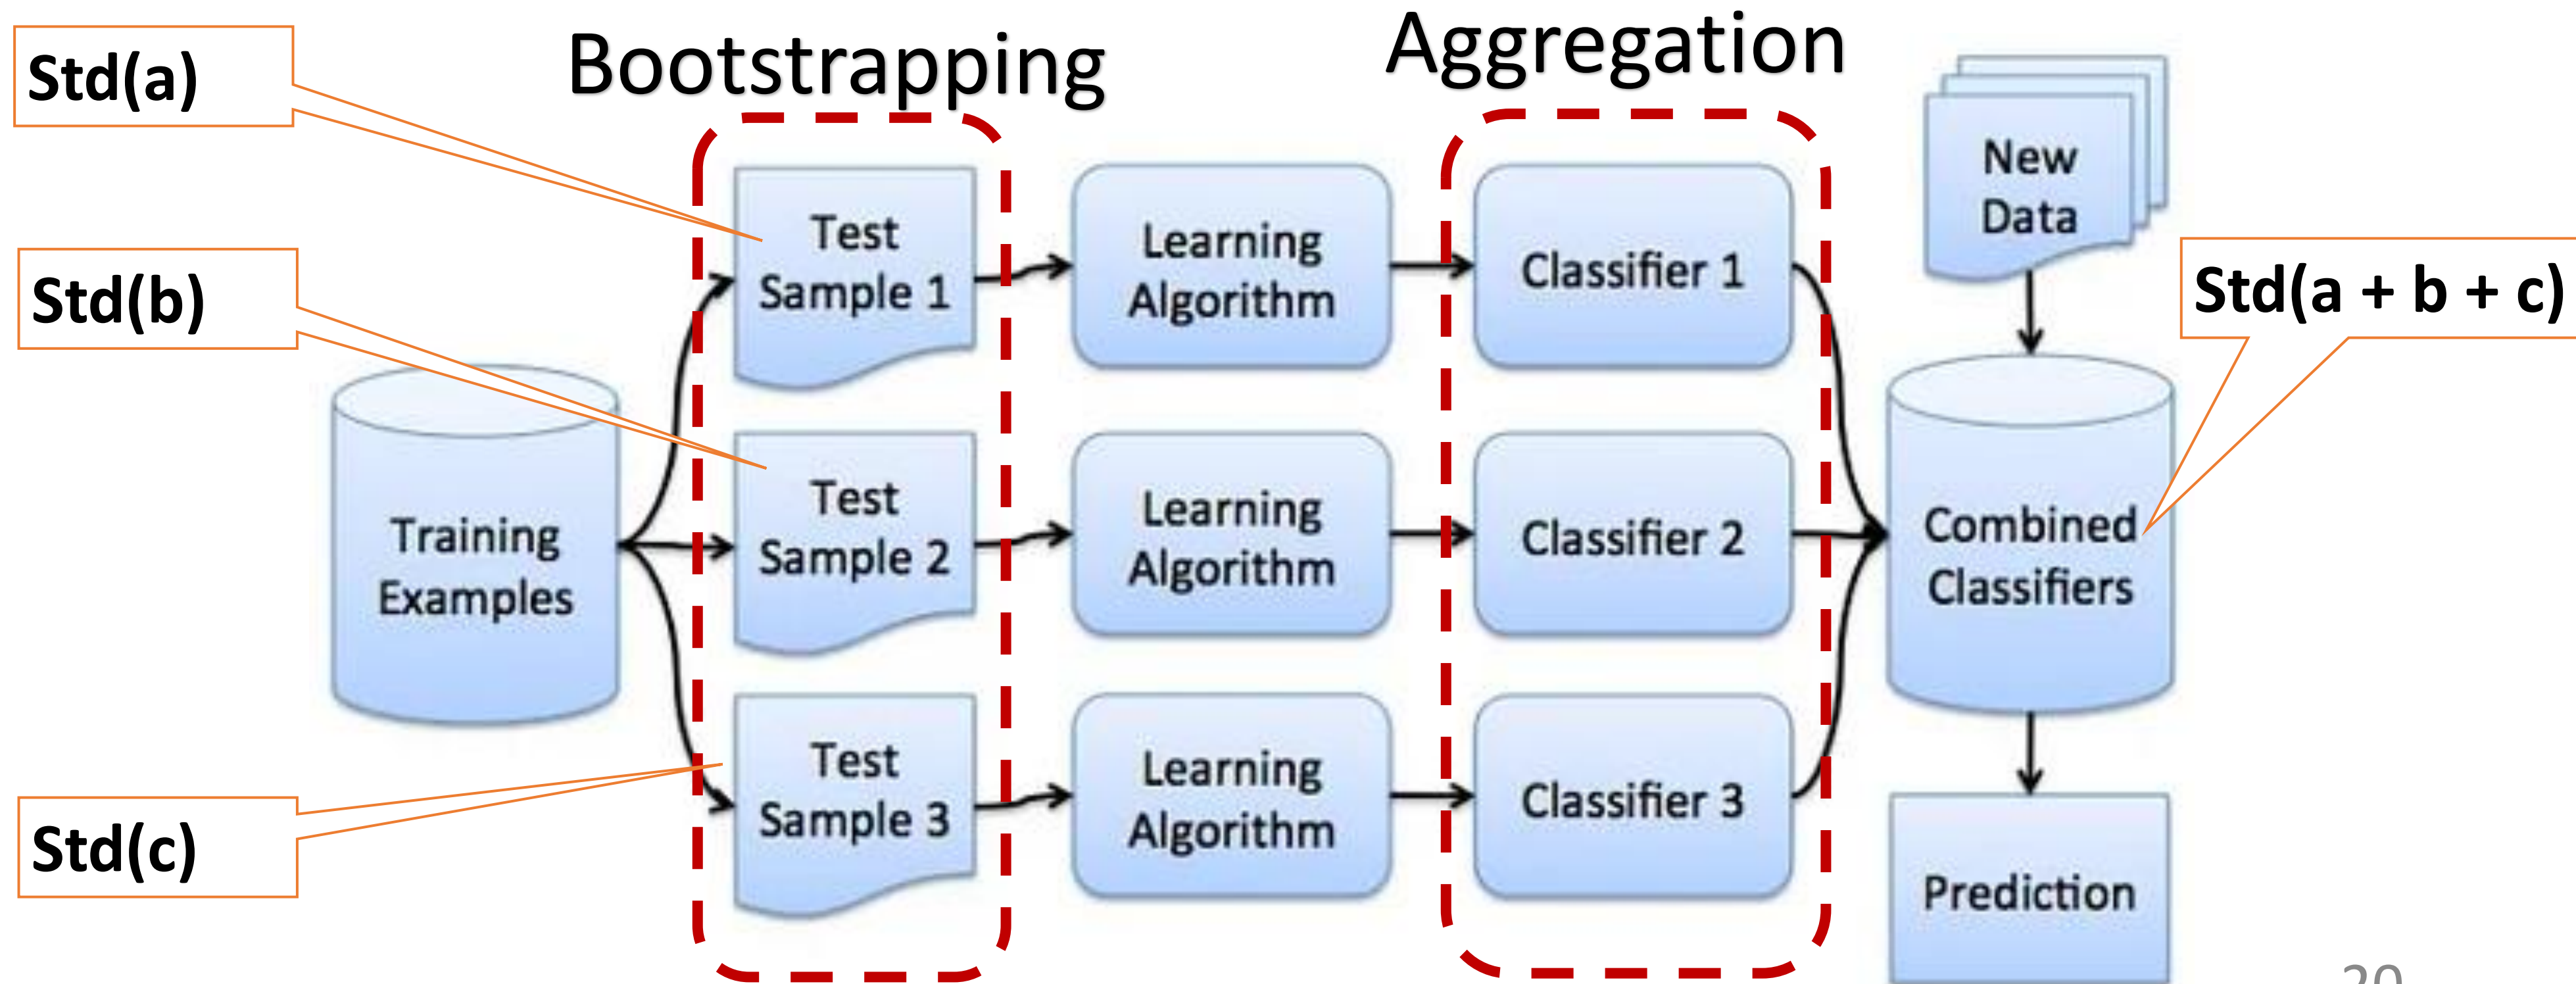 Std(a)
Bootstrapping
Aggregation
Std(b)
Std(c)
Training
Examples
Test
Sample 1
Test
Sample 2
Test
Sample 3
Learning
Algorithm
Learning
Algorithm
Learning
Algorithm
Classifier 1
Classifier 2
Classifier 3
New
Data
Std(a + b + c)
Combined
Classifiers
Prediction
20